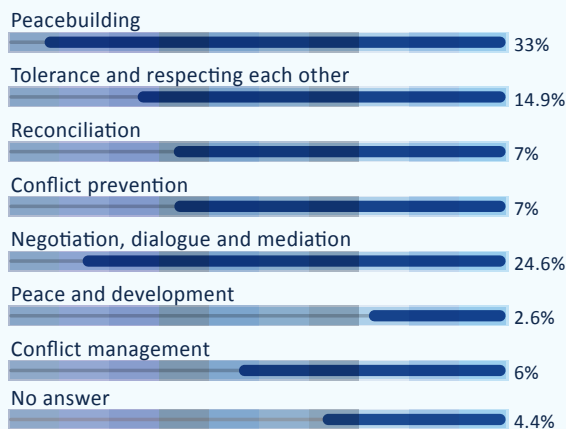 Peacebuilding
33%
Tolerance and respecting each other
14.9%
Reconciliation
7%
Conflict prevention
7%
Negotiation, dialogue and mediation
24.6%
Peace and development
2.6%
Conflict management
6%
No answer
4.4%